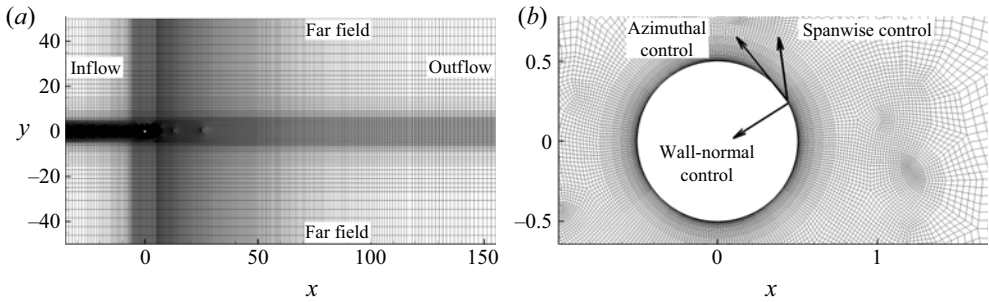 (a)
40
20
y 0
–20
–40
Far field
Inflow
Outflow
Far field
0
50
100
150
x
(b)
0.5
0
–0.5
Azimuthal
control
Spanwise control
Wall-normal
control
0
1
x